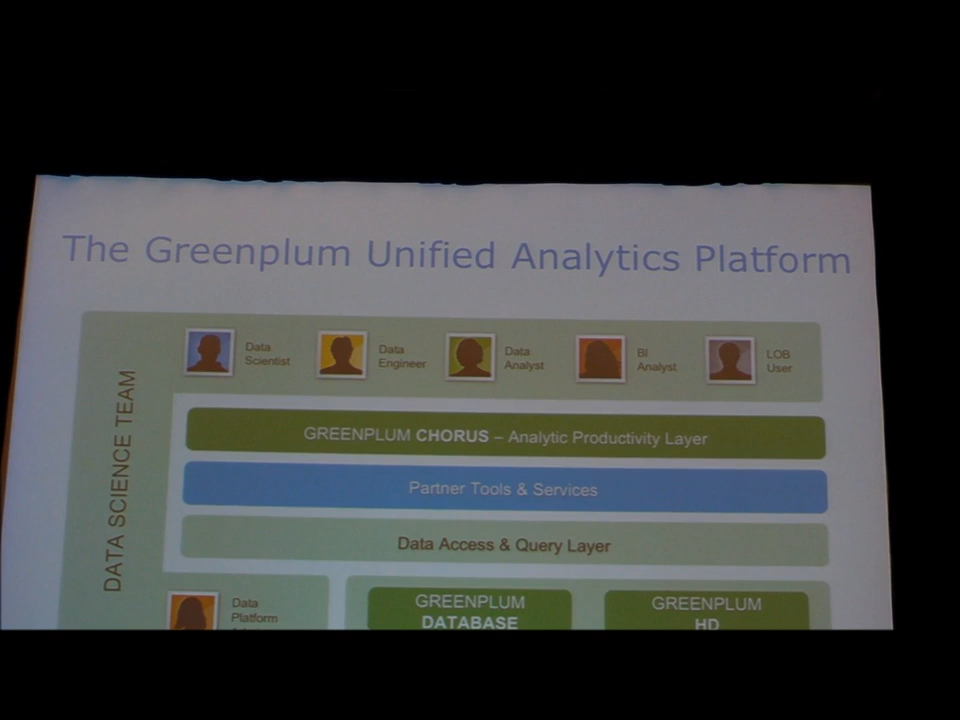 The Greenplum Unified Analytics Platform
Data
Scientist
Data
Engineer
Data
Analyst
BI
Analyst
LOB
User
DATA SCIENCE TEAM
GREENPLUM CHORUS – Analytic Productivity Layer
Partner Tools & Services
Data Access & Query Layer
Data
Platform
GREENPLUM
DATABASE
GREENPLUM
HD